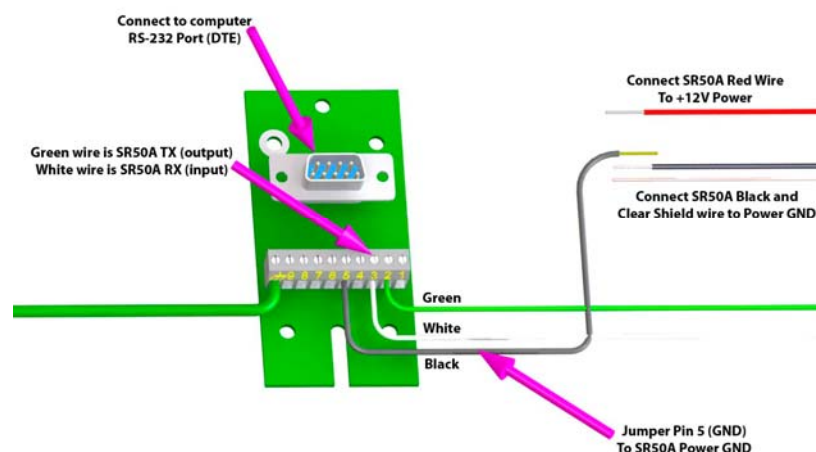 Connect to computer
RS-232 Port (DTE)
Connect SR50A Red Wire
To +12V Power
Green wire is SR50A TX (output)
White wire is SR50A RX (input)
Connect SR50A Black and
Clear Shield wire to Power GND
9 8 7 6 5 4 3 2 1
Green
White
Black
Jumper Pin 5 (GND)
To SR50A Power GND